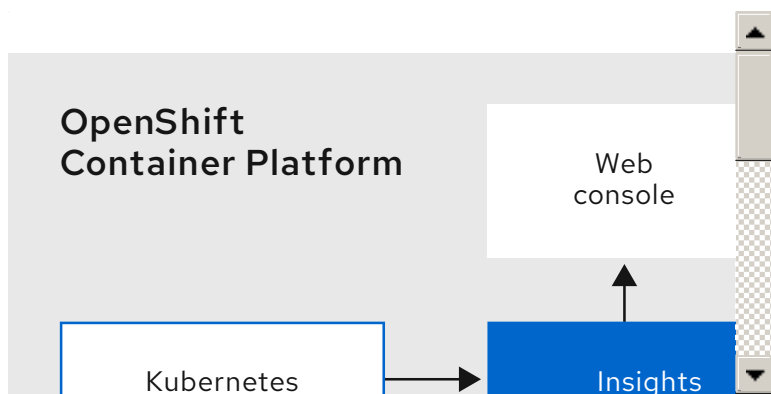 OpenShift
Container Platform
Web
console
Kubernetes
Insights